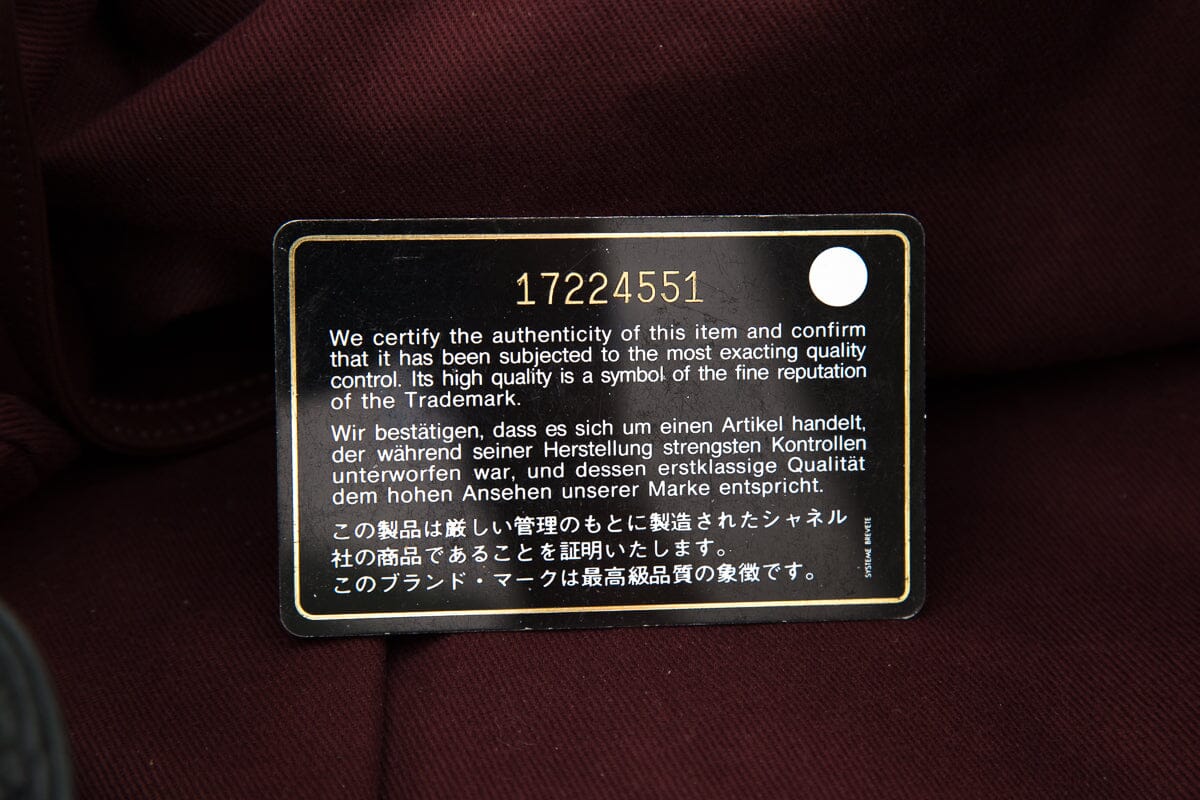 17224551
We certify the authenticity of this item and confirm
that it has been subjected to the most exacting quality
control. Its high quality is a symbol of the fine reputation
of the Trademark.
Wir bestätigen, dass es sich um einen Artikel handelt,
der während seiner Herstellung strengsten Kontrollen
unterworfen war, und dessen erstklassige Qualität
dem hohen Ansehen unserer Marke entspricht.
この製品は厳しい管理のもとに製造されたシャネル
社の商品であることを証明いたします。
このブランド・マークは最高級品質の象徴です。
SYSTEME BREVETE